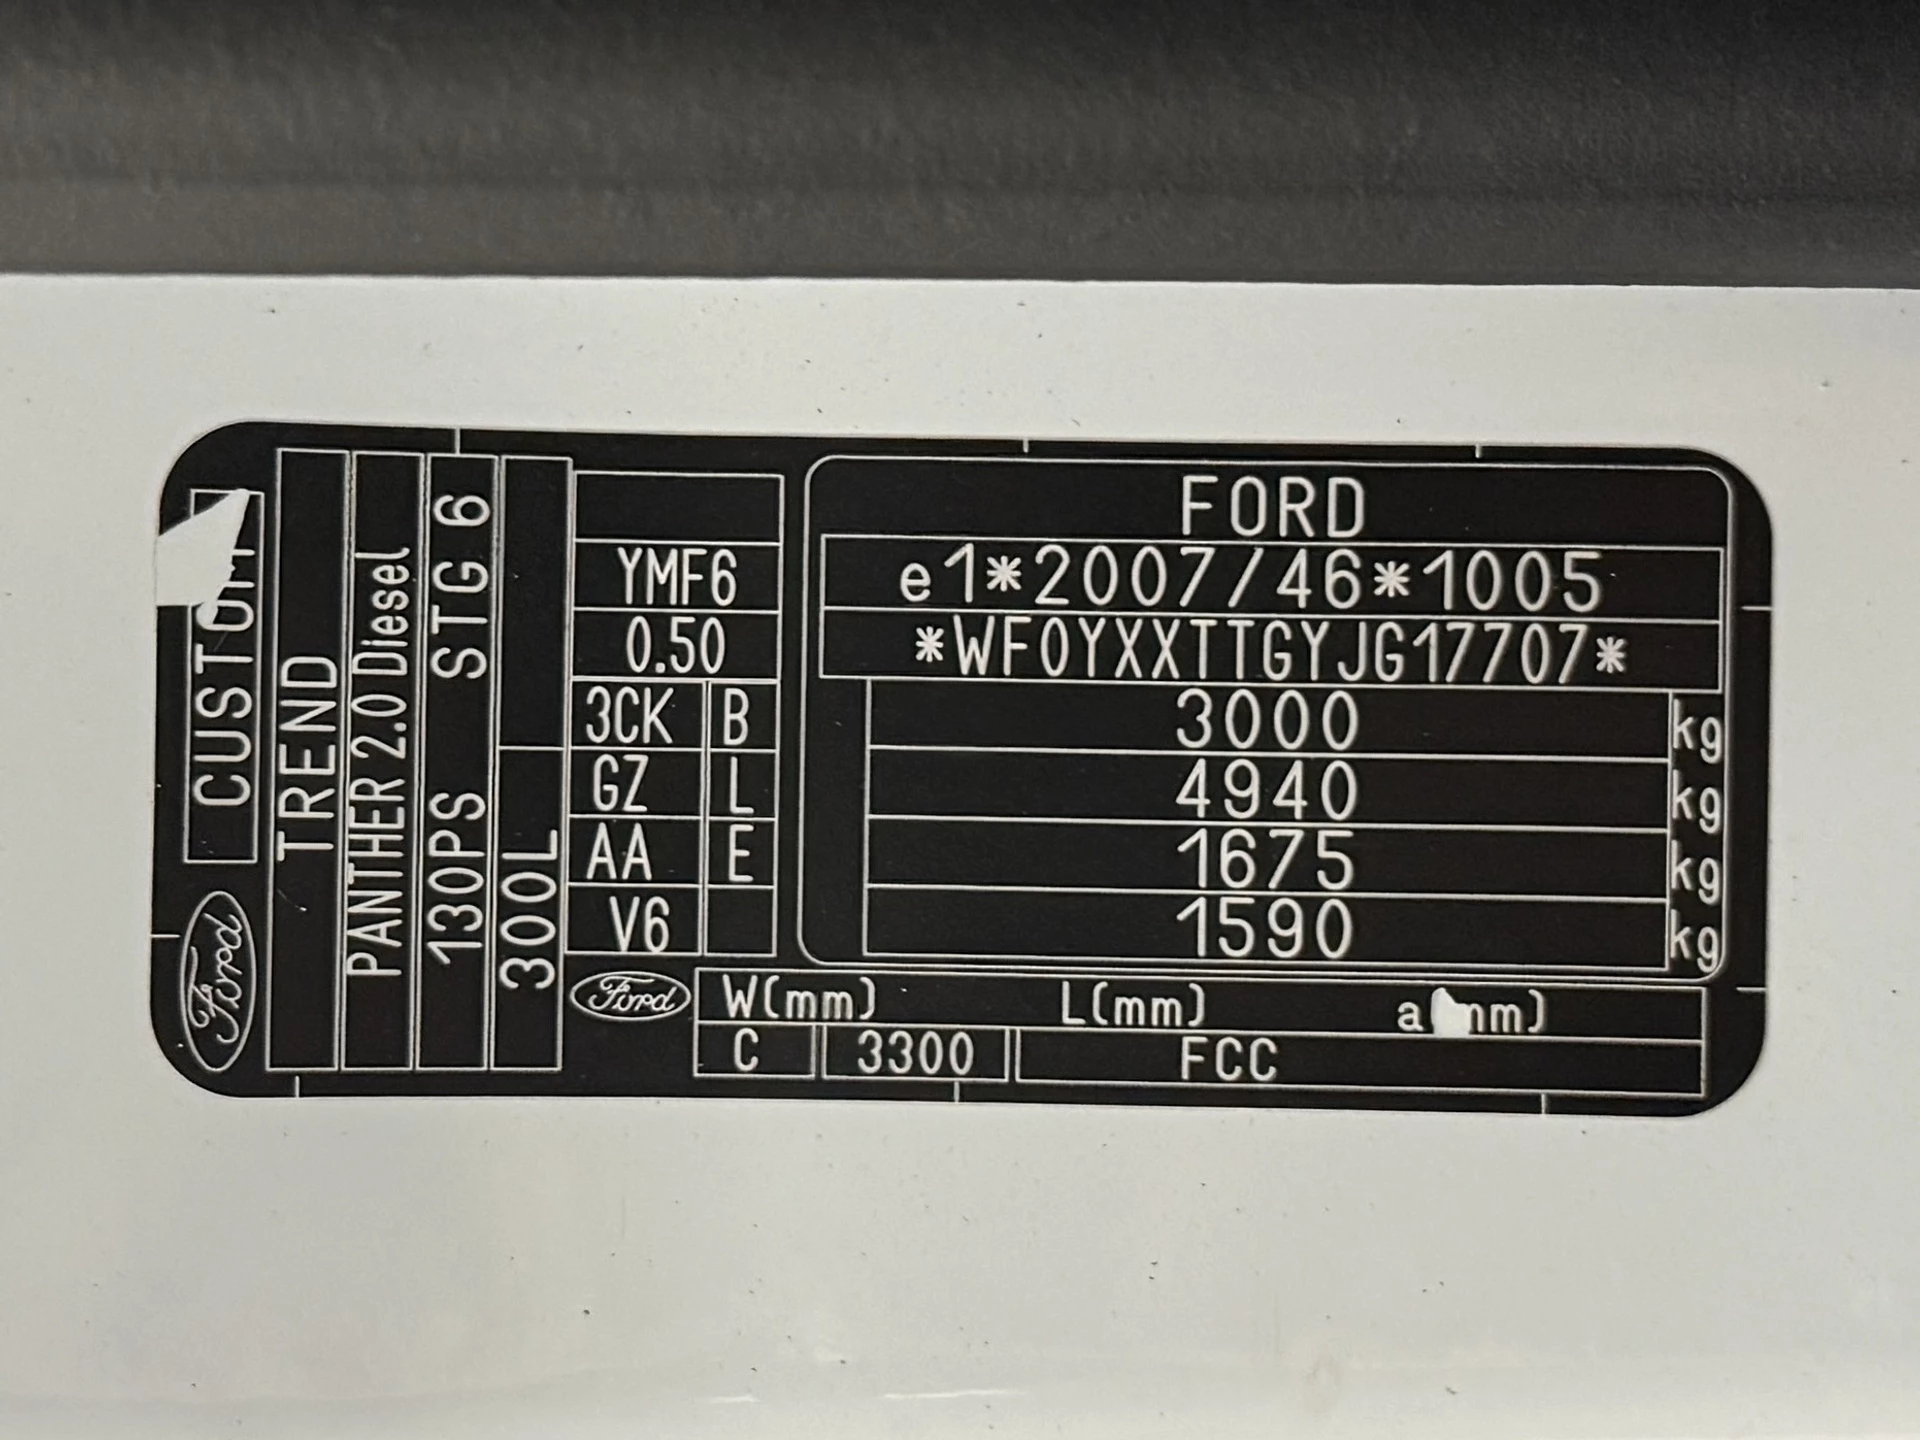 CUSTOM
TREND
PANTHER 2.0 Diesel
130PS STG 6
300L
Ford
YMF6
0.50
3CK B
GZ L
AA E
V6
FORD
e1*2007/46*1005
*WF0YXXTTGYJG17707*
3000 kg
4940 kg
1675 kg
1590 kg
Ford
W(mm) L(mm) a(mm)
C 3300 FCC